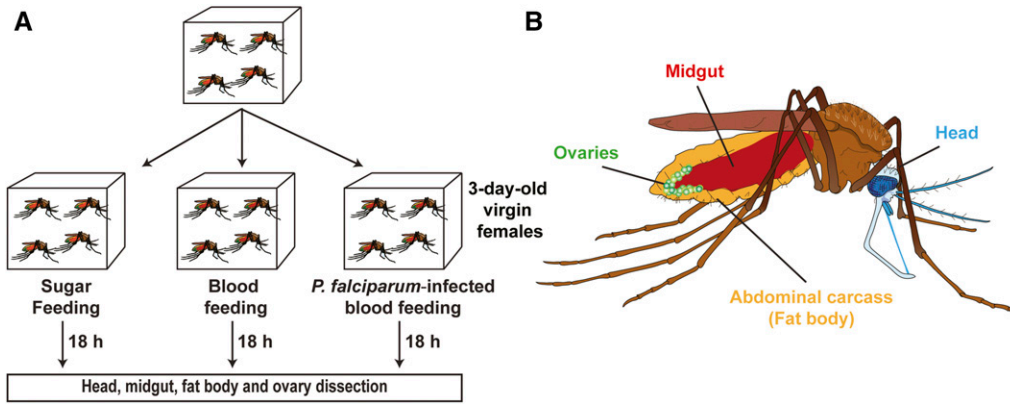 A
3-day-old
virgin
females
Sugar
Feeding
Blood
feeding
P. falciparum-infected
blood feeding
18 h
18 h
18 h
Head, midgut, fat body and ovary dissection
B
Midgut
Head
Ovaries
Abdominal carcass
(Fat body)